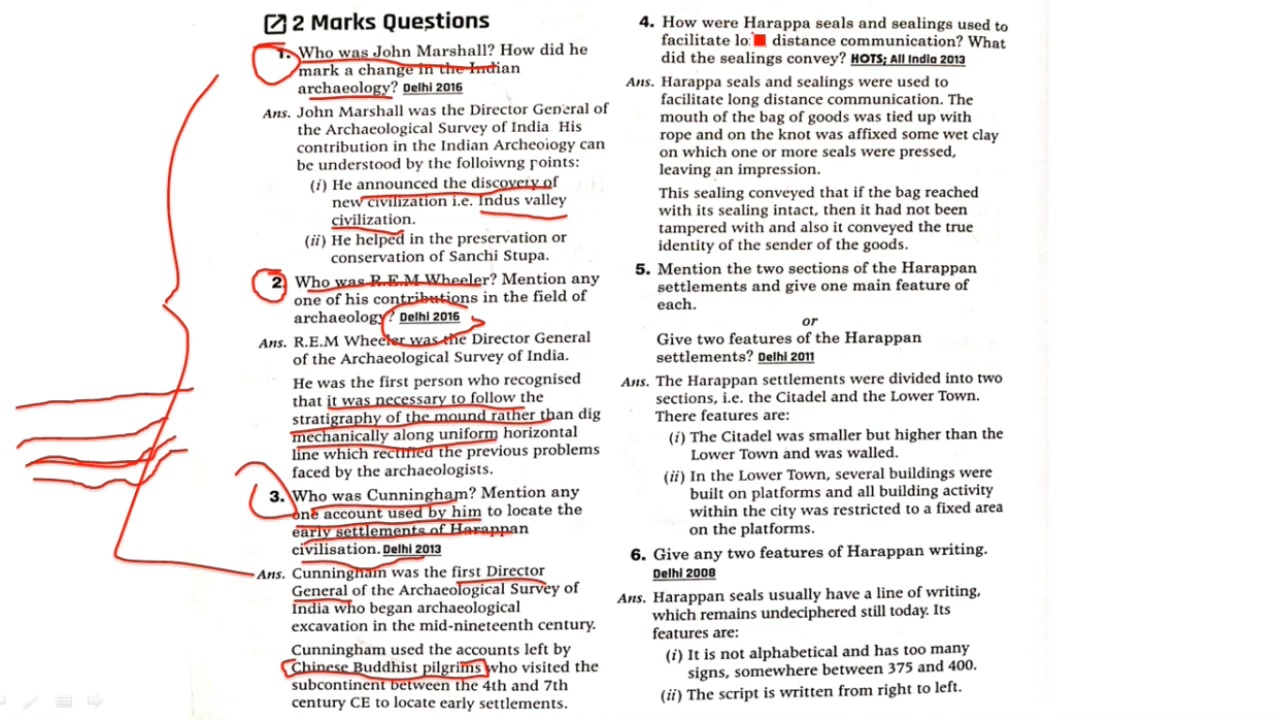 2 Marks Questions
1. Who was John Marshall? How did he
mark a change in the Indian
archaeology? Delhi 2016
Ans. John Marshall was the Director General of
the Archaeological Survey of India His
contribution in the Indian Archeology can
be understood by the folloiwng points:
(i) He announced the discovery of
new civilization i.e. Indus valley
civilization.
(ii) He helped in the preservation or
conservation of Sanchi Stupa.
2. Who was R.E.M Wheeler? Mention any
one of his contributions in the field of
archaeology? Delhi 2016
Ans. R.E.M Wheeler was the Director General
of the Archaeological Survey of India.
He was the first person who recognised
that it was necessary to follow the
stratigraphy of the mound rather than dig
mechanically along uniform horizontal
line which rectified the previous problems
faced by the archaeologists.
3. Who was Cunningham? Mention any
one account used by him to locate the
early settlements of Harappan
civilisation. Delhi 2013
Ans. Cunningham was the first Director
General of the Archaeological Survey of
India who began archaeological
excavation in the mid-nineteenth century.
Cunningham used the accounts left by
Chinese Buddhist pilgrims who visited the
subcontinent between the 4th and 7th
century CE to locate early settlements.
4. How were Harappa seals and sealings used to
facilitate distance communication? What
did the sealings convey? HOTS; All India 2013
Ans. Harappa seals and sealings were used to
facilitate long distance communication. The
mouth of the bag of goods was tied up with
rope and on the knot was affixed some wet clay
on which one or more seals were pressed,
leaving an impression.
This sealing conveyed that if the bag reached
with its sealing intact, then it had not been
tampered with and also it conveyed the true
identity of the sender of the goods.
5. Mention the two sections of the Harappan
settlements and give one main feature of
each.
or
Give two features of the Harappan
settlements? Delhi 2011
Ans. The Harappan settlements were divided into two
sections, i.e. the Citadel and the Lower Town.
There features are:
(i) The Citadel was smaller but higher than the
Lower Town and was walled.
(ii) In the Lower Town, several buildings were
built on platforms and all building activity
within the city was restricted to a fixed area
on the platforms.
6. Give any two features of Harappan writing.
Delhi 2008
Ans. Harappan seals usually have a line of writing,
which remains undeciphered still today. Its
features are:
(i) It is not alphabetical and has too many
signs, somewhere between 375 and 400.
(ii) The script is written from right to left.